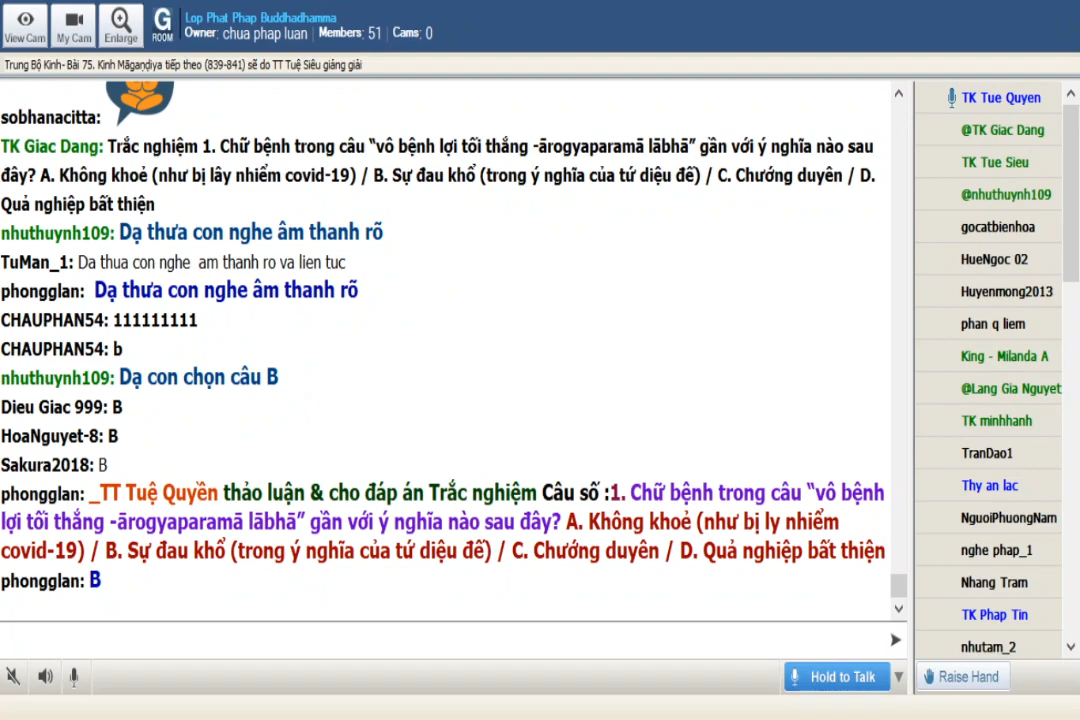 View Cam
My Cam
Enlarge
G
ROOM
Lop Phat Phap Buddhadhamma
Owner: chua phap luan | Members: 51 | Cams: 0
Trung Bộ Kinh- Bài 75. Kinh Māgaṇḍiya tiếp theo (839-841) sẽ do TT Tuệ Siêu giảng giải
sobhanacitta:
TK Giac Dang: Trắc nghiệm 1. Chữ bệnh trong câu “vô bệnh lợi tối thắng -ārogyaparamā lābhā” gần với ý nghĩa nào sau
đây? A. Không khoẻ (như bị lây nhiễm covid-19) / B. Sự đau khổ (trong ý nghĩa của tứ diệu đế) / C. Chướng duyên / D.
Quả nghiệp bất thiện
nhuthuynh109: Dạ thưa con nghe âm thanh rõ
TuMan_1: Da thua con nghe am thanh ro va lien tuc
phongglan: Dạ thưa con nghe âm thanh rõ
CHAUPHAN54: 111111111
CHAUPHAN54: b
nhuthuynh109: Dạ con chọn câu B
Dieu Giac 999: B
HoaNguyet-8: B
Sakura2018: B
phongglan: _TT Tuệ Quyền thảo luận & cho đáp án Trắc nghiệm Câu số :1. Chữ bệnh trong câu “vô bệnh
lợi tối thắng -ārogyaparamā lābhā” gần với ý nghĩa nào sau đây? A. Không khoẻ (như bị ly nhiểm
covid-19) / B. Sự đau khổ (trong ý nghĩa của tứ diệu đế) / C. Chướng duyên / D. Quả nghiệp bất thiện
phongglan: B
TK Tue Quyen
@TK Giac Dang
TK Tue Sieu
@nhuthuynh109
gocatbienhoa
HueNgoc 02
Huyenmong2013
phan q liem
King - Milanda A
@Lang Gia Nguyet
TK minhhanh
TranDao1
Thy an lac
NguoiPhuongNam
nghe phap_1
Nhang Tram
TK Phap Tin
nhutam_2
Hold to Talk
Raise Hand